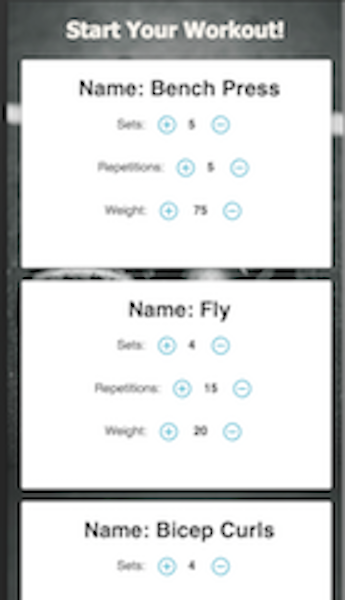 Start Your Workout!
Name: Bench Press
Sets: + 5 −
Repetitions: + 5 −
Weight: + 75 −
Name: Fly
Sets: + 4 −
Repetitions: + 15 −
Weight: + 20 −
Name: Bicep Curls
Sets: + 4 −